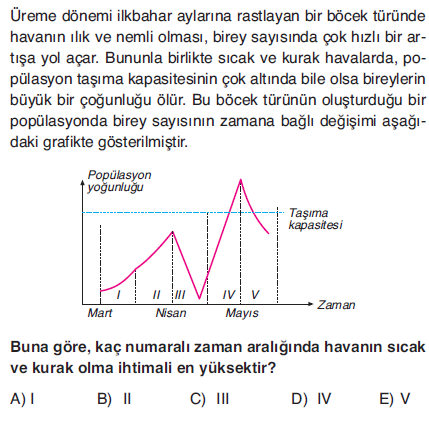 Üreme dönemi ilkbahar aylarına rastlayan bir böcek türünde
havanın ılık ve nemli olması, birey sayısında çok hızlı bir ar-
tışa yol açar. Bununla birlikte sıcak ve kurak havalarda, po-
pülasyon taşıma kapasitesinin çok altında bile olsa bireylerin
büyük bir çoğunluğu ölür. Bu böcek türünün oluşturduğu bir
popülasyonda birey sayısının zamana bağlı değişimi aşağı-
daki grafikte gösterilmiştir.
Popülasyon
yoğunluğu
Taşıma
kapasitesi
I II III IV V
Zaman
Mart Nisan Mayıs
Buna göre, kaç numaralı zaman aralığında havanın sıcak
ve kurak olma ihtimali en yüksektir?
A) I B) II C) III D) IV E) V